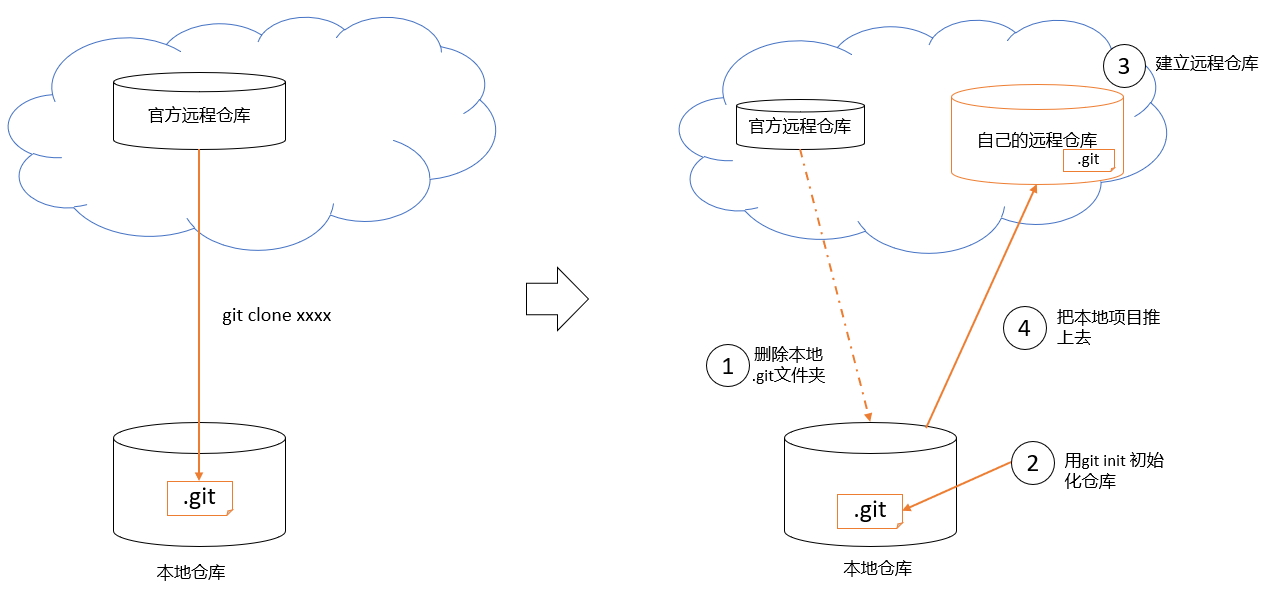 官方远程仓库
git clone xxxx
.git
本地仓库
官方远程仓库
3
建立远程仓库
自己的远程仓库
.git
1
删除本地
.git文件夹
4
把本地项目推
上去
2
用git init 初始
化仓库
.git
本地仓库